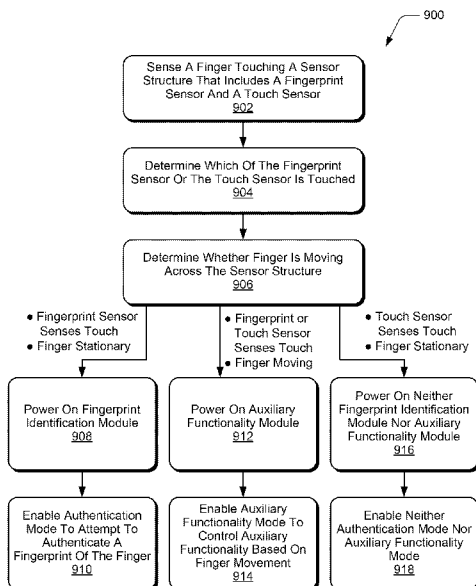 900
Sense A Finger Touching A Sensor
Structure That Includes A Fingerprint
Sensor And A Touch Sensor
902
Determine Which Of The Fingerprint
Sensor Or The Touch Sensor Is Touched
904
Determine Whether Finger Is Moving
Across The Sensor Structure
906
● Fingerprint Sensor
Senses Touch
● Finger Stationary
● Fingerprint or
Touch Sensor
Senses Touch
● Finger Moving
● Touch Sensor
Senses Touch
● Finger Stationary
Power On Fingerprint
Identification Module
908
Power On Auxiliary
Functionality Module
912
Power On Neither
Fingerprint Identification
Module Nor Auxiliary
Functionality Module
916
Enable Authentication
Mode To Attempt To
Authenticate A
Fingerprint Of The Finger
910
Enable Auxiliary
Functionality Mode To
Control Auxiliary
Functionality Based On
Finger Movement
914
Enable Neither
Authentication Mode Nor
Auxiliary Functionality
Mode
918